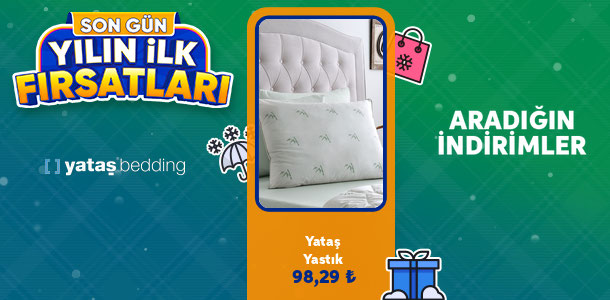 SON GÜN
YILIN İLK
FIRSATLARI
[ ] yataş bedding
Yataş
Yastık
98,29 ₺
ARADIĞIN
İNDİRİMLER